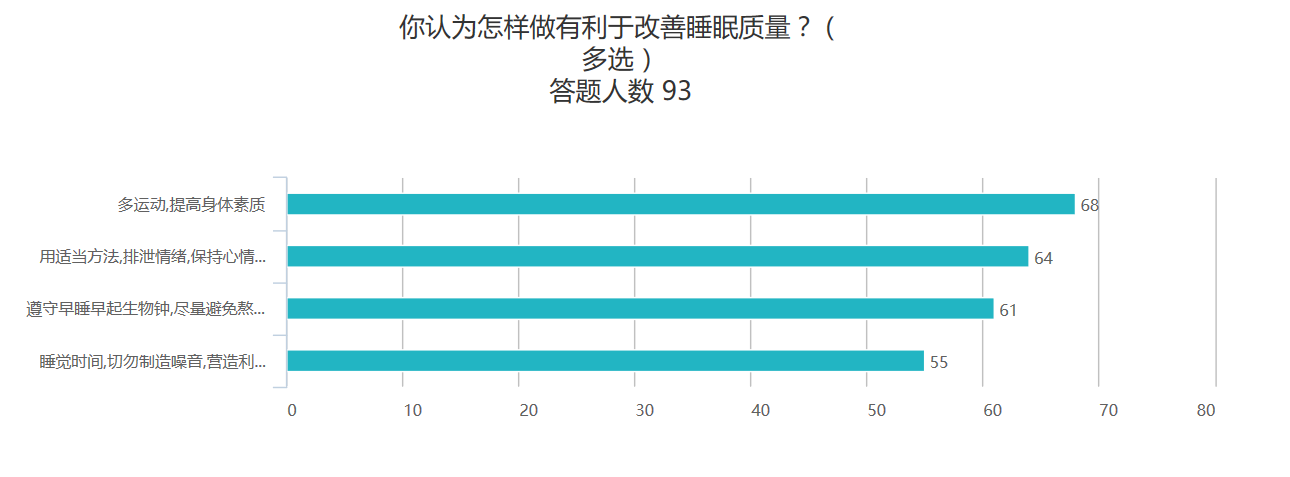 你认为怎样做有利于改善睡眠质量？（
多选）
答题人数 93
多运动,提高身体素质
68
用适当方法,排泄情绪,保持心情...
64
遵守早睡早起生物钟,尽量避免熬...
61
睡觉时间,切勿制造噪音,营造利...
55
0 10 20 30 40 50 60 70 80